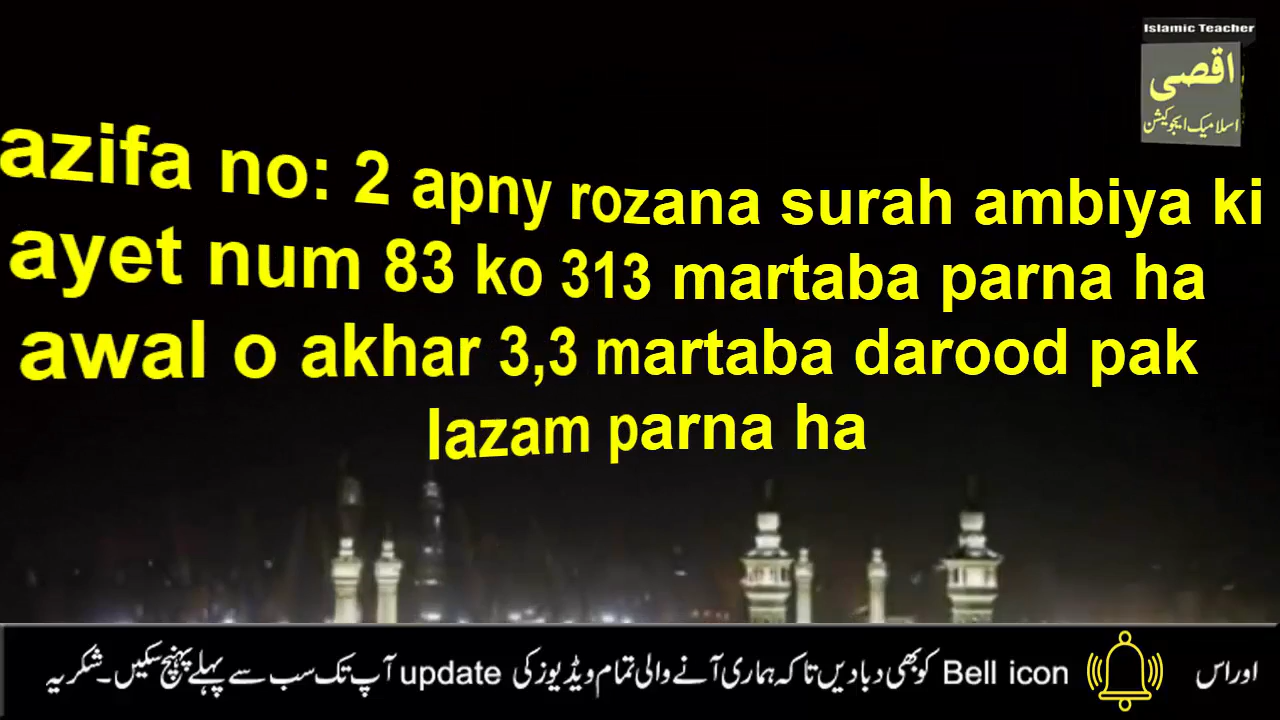 Islamic Teacher
اقصی
اسلامیک ایجوکیشن
azifa no: 2 apny rozana surah ambiya ki
ayet num 83 ko 313 martaba parna ha
awal o akhar 3,3 martaba darood pak
lazam parna ha
اور اس Bell icon کو بھی دبا دیں تا کہ ہماری آنے والی تمام ویڈیوز کی update آپ تک سب سے پہلے پہنچ سکیں۔ شکریہ